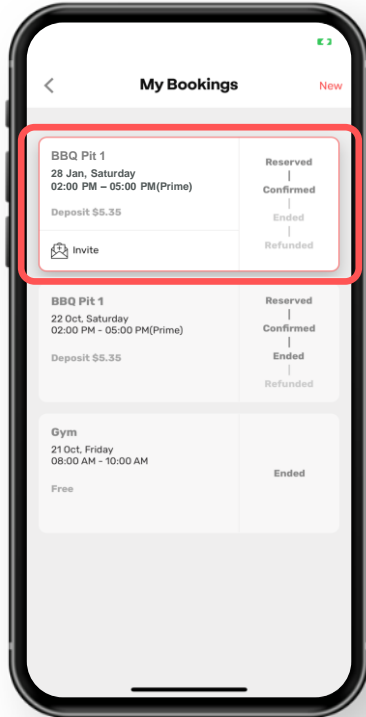 My Bookings
New
BBQ Pit 1
28 Jan, Saturday
02:00 PM – 05:00 PM(Prime)
Deposit $5.35
Invite
Reserved
Confirmed
Ended
Refunded
BBQ Pit 1
22 Oct, Saturday
02:00 PM - 05:00 PM(Prime)
Deposit $5.35
Reserved
Confirmed
Ended
Refunded
Gym
21 Oct, Friday
08:00 AM - 10:00 AM
Free
Ended